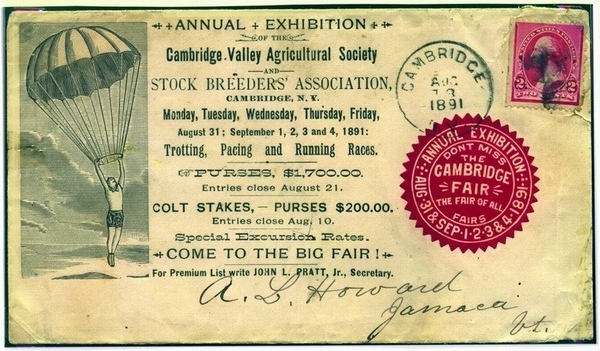 ANNUAL + EXHIBITION
OF THE
Cambridge Valley Agricultural Society
AND
STOCK BREEDERS' ASSOCIATION,
CAMBRIDGE, N.Y.
Monday, Tuesday, Wednesday, Thursday, Friday,
August 31; September 1, 2, 3 and 4, 1891:
Trotting, Pacing and Running Races.
PURSES, $1,700.00.
Entries close August 21.
COLT STAKES, – PURSES $200.00.
Entries close Aug. 10.
Special Excursion Rates.
COME TO THE BIG FAIR!
For Premium List write JOHN L. PRATT, Jr., Secretary.
CAMBRIDGE
AUG
13
1891
2 2
ANNUAL EXHIBITION
DONT MISS
THE
CAMBRIDGE
FAIR
THE FAIR OF ALL
FAIRS
AUG. 31 & SEP. 1-2-3 & 4 1891
A. L. Howard
Jamaca
Vt.